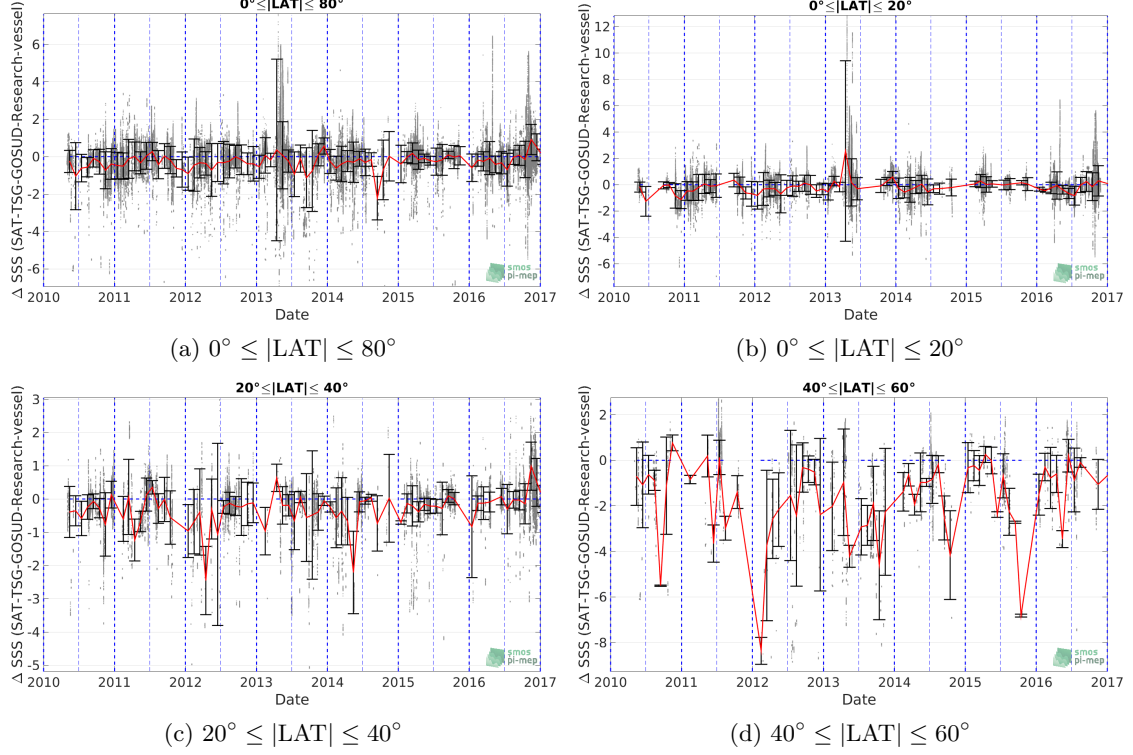 0°≤|LAT|≤ 80°
Δ SSS (SAT-TSG-GOSUD-Research-vessel)
6
4
2
0
-2
-4
-6
smos
pi-mep
2010 2011 2012 2013 2014 2015 2016 2017
Date
(a) 0° ≤ |LAT| ≤ 80°
0°≤|LAT|≤ 20°
Δ SSS (SAT-TSG-GOSUD-Research-vessel)
12
10
8
6
4
2
0
-2
-4
-6
smos
pi-mep
2010 2011 2012 2013 2014 2015 2016 2017
Date
(b) 0° ≤ |LAT| ≤ 20°
20°≤|LAT|≤ 40°
Δ SSS (SAT-TSG-GOSUD-Research-vessel)
3
2
1
0
-1
-2
-3
-4
-5
smos
pi-mep
2010 2011 2012 2013 2014 2015 2016 2017
Date
(c) 20° ≤ |LAT| ≤ 40°
40°≤|LAT|≤ 60°
Δ SSS (SAT-TSG-GOSUD-Research-vessel)
2
0
-2
-4
-6
-8
smos
pi-mep
2010 2011 2012 2013 2014 2015 2016 2017
Date
(d) 40° ≤ |LAT| ≤ 60°